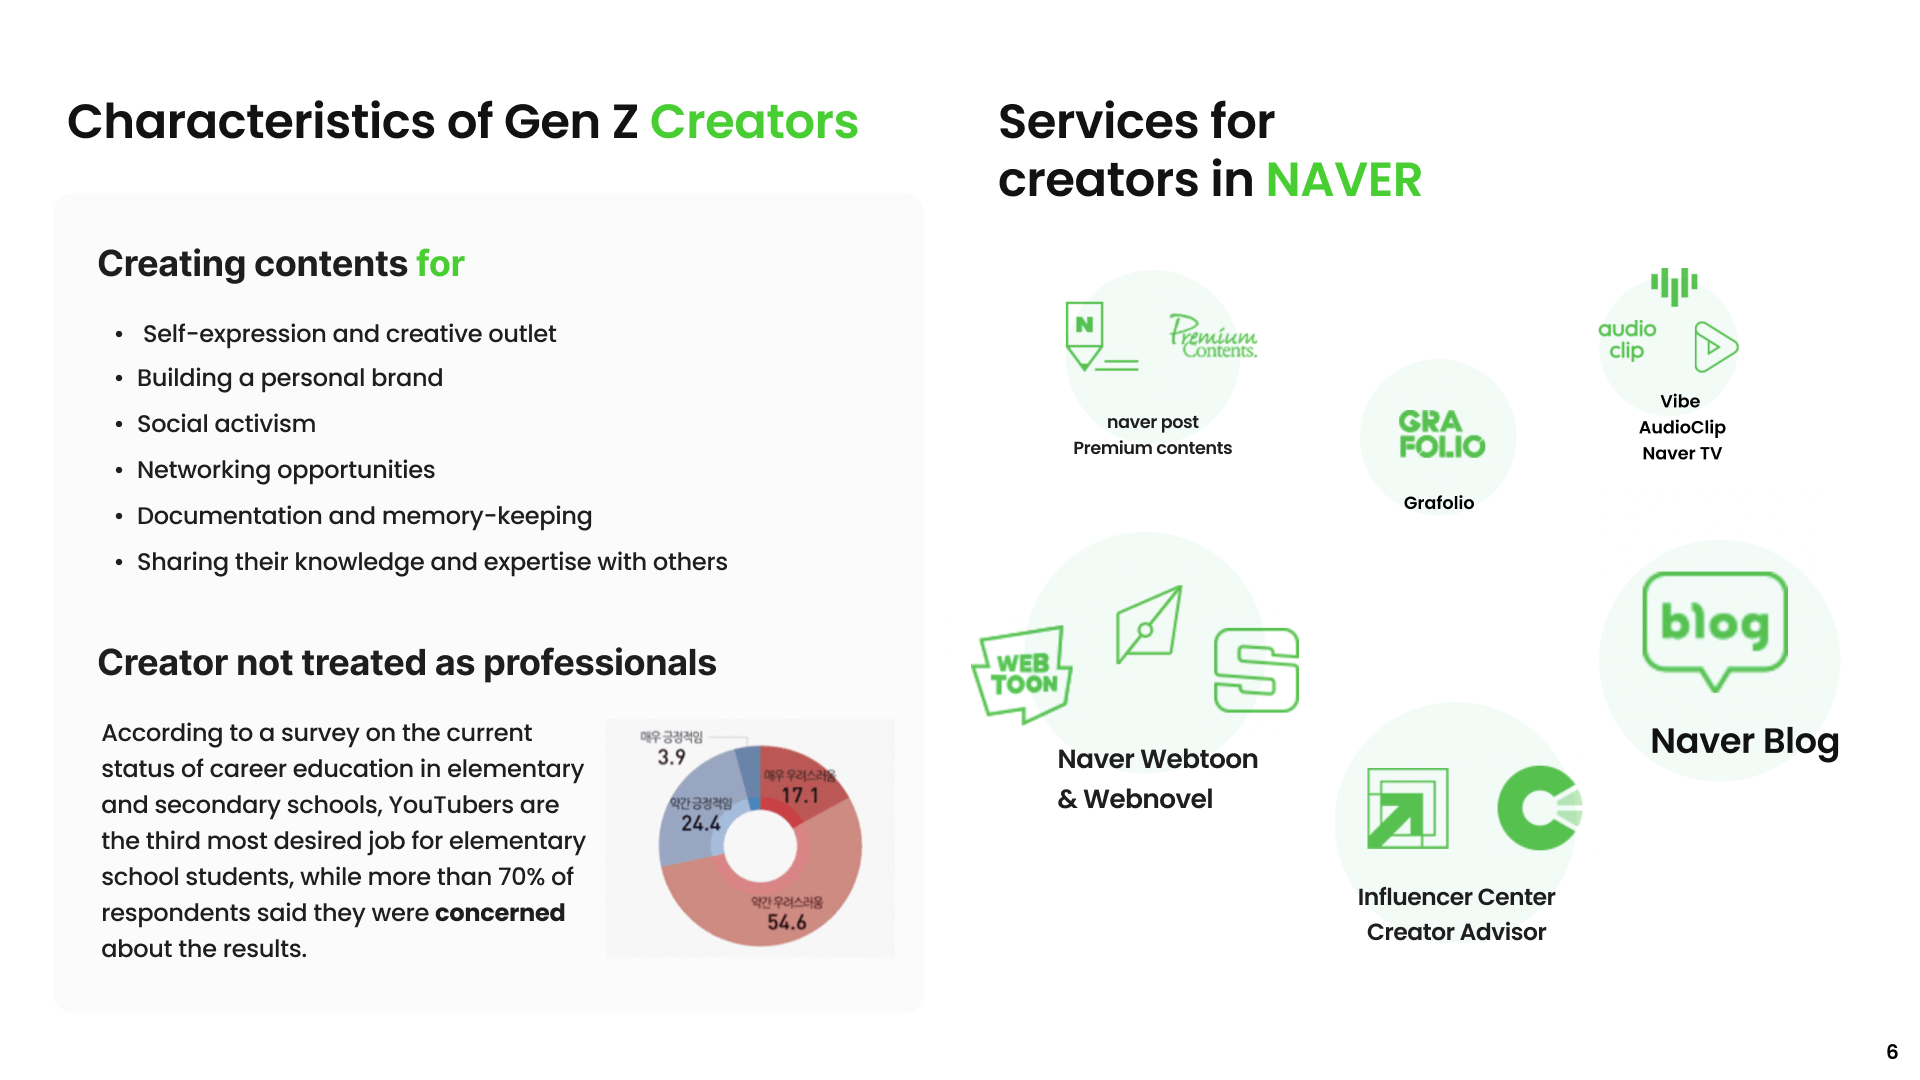 Characteristics of Gen Z Creators
Creating contents for
• Self-expression and creative outlet
• Building a personal brand
• Social activism
• Networking opportunities
• Documentation and memory-keeping
• Sharing their knowledge and expertise with others
Creator not treated as professionals
According to a survey on the current
status of career education in elementary
and secondary schools, YouTubers are
the third most desired job for elementary
school students, while more than 70% of
respondents said they were concerned
about the results.
매우 긍정적임
3.9
매우 우려스러움
17.1
약간 긍정적임
24.4
약간 우려스러움
54.6
Services for
creators in NAVER
N
Premium
Contents.
naver post
Premium contents
GRA
FOLIO
Grafolio
audio
clip
Vibe
AudioClip
Naver TV
WEB
TOON
S
Naver Webtoon
& Webnovel
blog
Naver Blog
Influencer Center
Creator Advisor
6